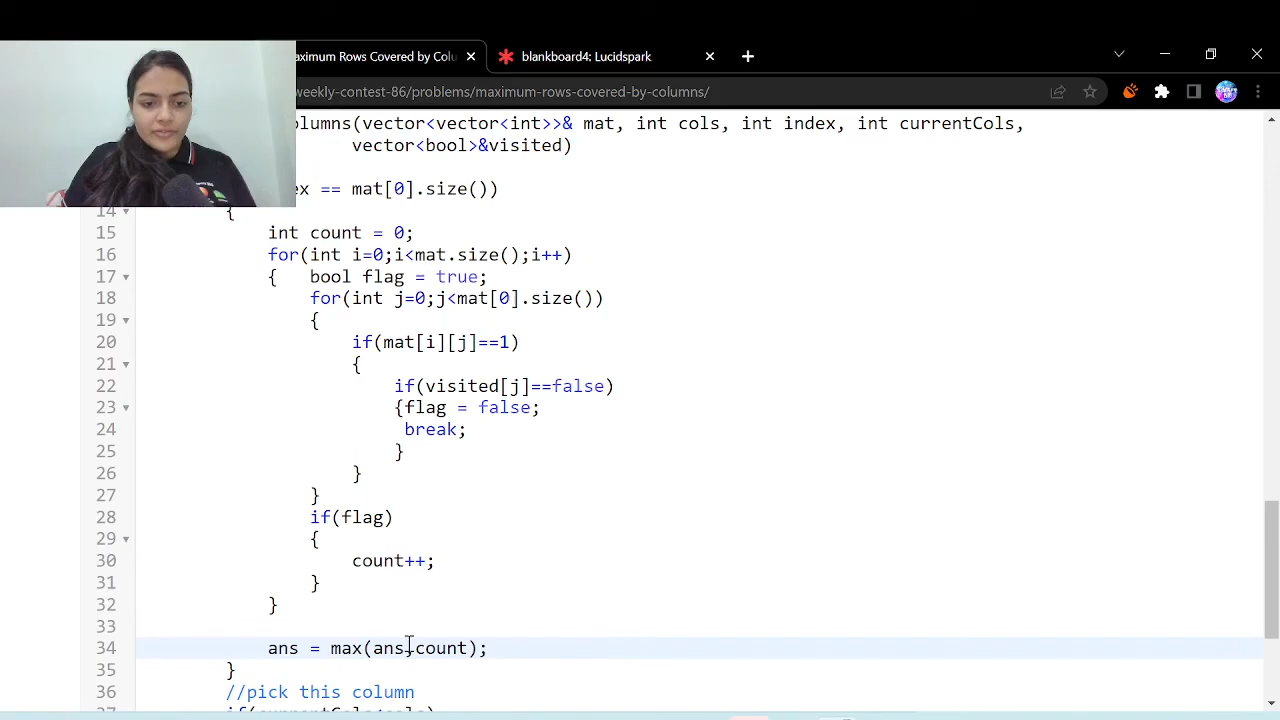 aximum Rows Covered by Colu
blankboard4: Lucidspark
weekly-contest-86/problems/maximum-rows-covered-by-columns/
lumns(vector<vector<int>>& mat, int cols, int index, int currentCols,
vector<bool>&visited)
ex == mat[0].size())
14 {
15 int count = 0;
16 for(int i=0;i<mat.size();i++)
17 { bool flag = true;
18 for(int j=0;j<mat[0].size())
19 {
20 if(mat[i][j]==1)
21 {
22 if(visited[j]==false)
23 {flag = false;
24 break;
25 }
26 }
27 }
28 if(flag)
29 {
30 count++;
31 }
32 }
33
34 ans = max(ans,count);
35 }
36 //pick this column
37 if(currentCols<cols)